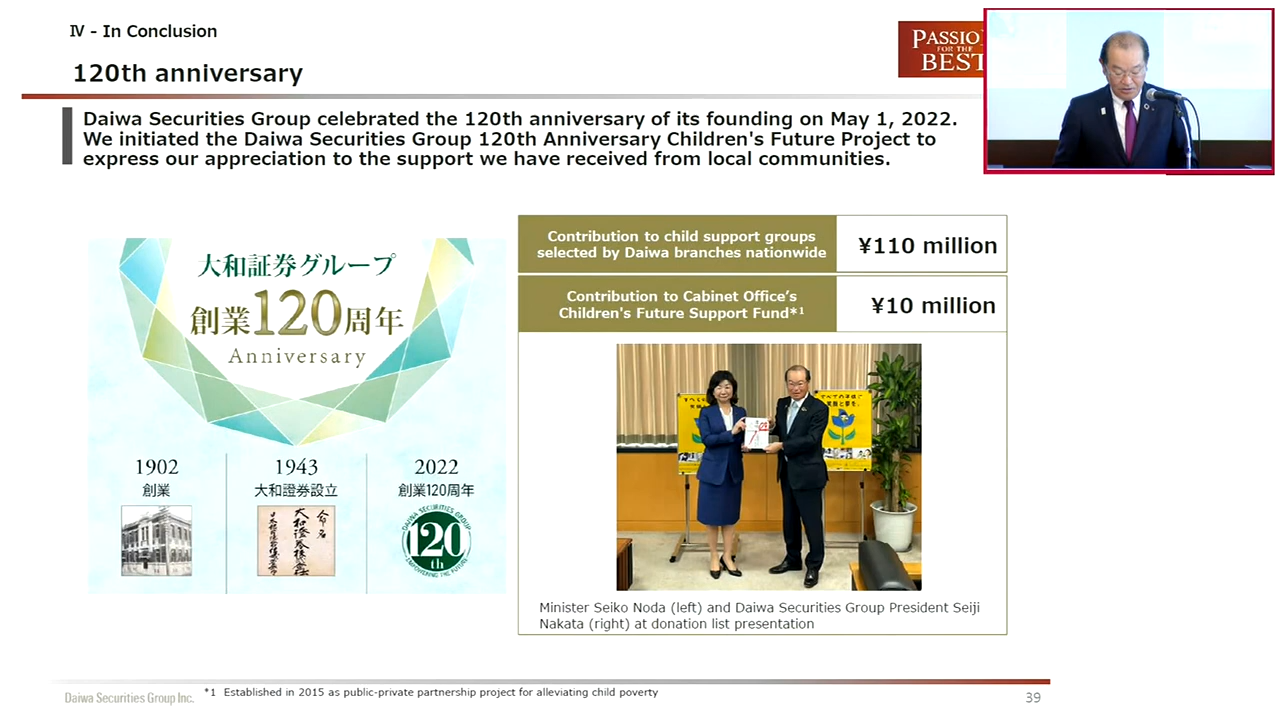 Ⅳ - In Conclusion
120th anniversary
PASSIO
FOR THE
BEST
Daiwa Securities Group celebrated the 120th anniversary of its founding on May 1, 2022.
We initiated the Daiwa Securities Group 120th Anniversary Children's Future Project to
express our appreciation to the support we have received from local communities.
大和証券グループ
創業120周年
Anniversary
1902
創業
1943
大和證券設立
2022
創業120周年
DAIWA SECURITIES GROUP
120
th
EMPOWERING THE FUTURE
Contribution to child support groups
selected by Daiwa branches nationwide
¥110 million
Contribution to Cabinet Office’s
Children's Future Support Fund*1
¥10 million
Minister Seiko Noda (left) and Daiwa Securities Group President Seiji
Nakata (right) at donation list presentation
Daiwa Securities Group Inc.
*1 Established in 2015 as public-private partnership project for alleviating child poverty
39